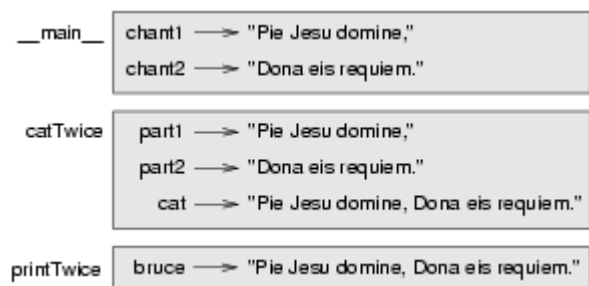 __main__ chant1 "Pie Jesu domine,"
chant2 "Dona eis requiem."
catTwice part1 "Pie Jesu domine,"
part2 "Dona eis requiem."
cat "Pie Jesu domine, Dona eis requiem."
printTwice bruce "Pie Jesu domine, Dona eis requiem."